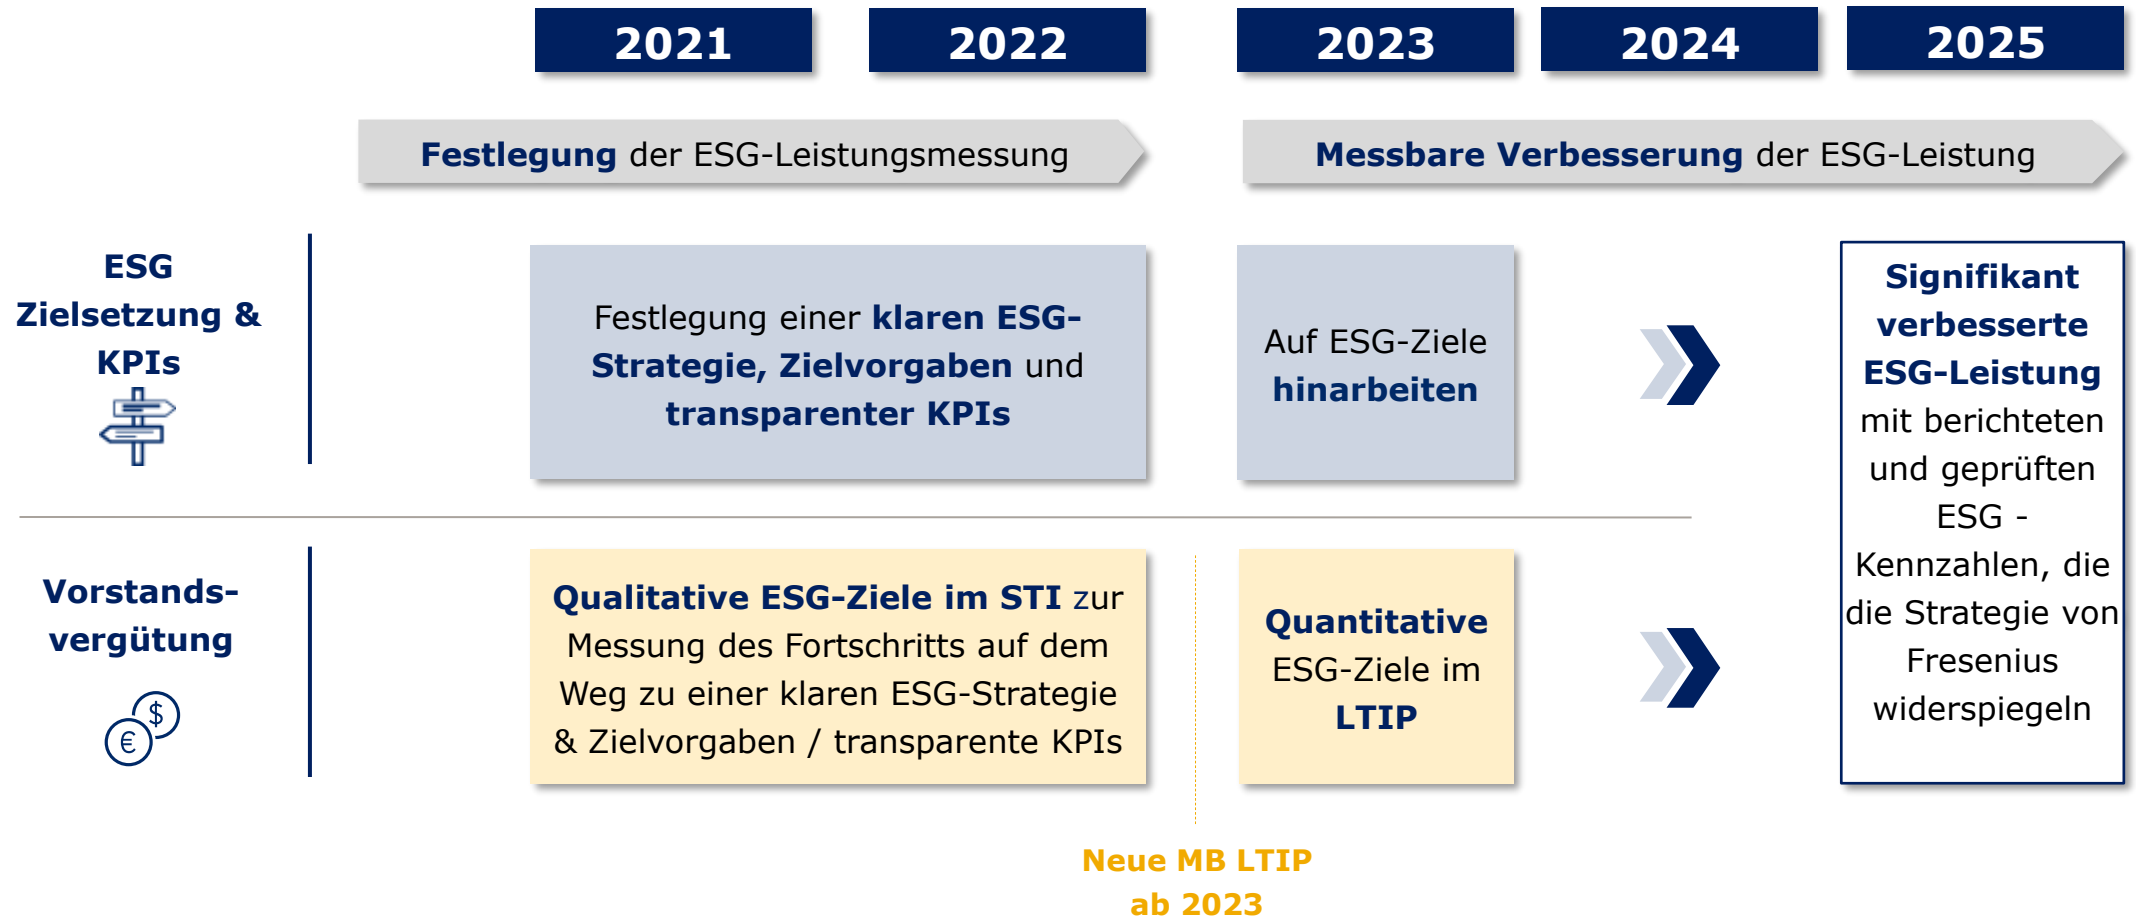 2021
2022
2023
2024
2025
Festlegung der ESG-Leistungsmessung
Messbare Verbesserung der ESG-Leistung
ESG
Zielsetzung &
KPIs
Festlegung einer klaren ESG-
Strategie, Zielvorgaben und
transparenter KPIs
Auf ESG-Ziele
hinarbeiten
Signifikant
verbesserte
ESG-Leistung
mit berichteten
und geprüften
ESG -
Kennzahlen, die
die Strategie von
Fresenius
widerspiegeln
Vorstands-
vergütung
€
$
Qualitative ESG-Ziele im STI zur
Messung des Fortschritts auf dem
Weg zu einer klaren ESG-Strategie
& Zielvorgaben / transparente KPIs
Quantitative
ESG-Ziele im
LTIP
Neue MB LTIP
ab 2023